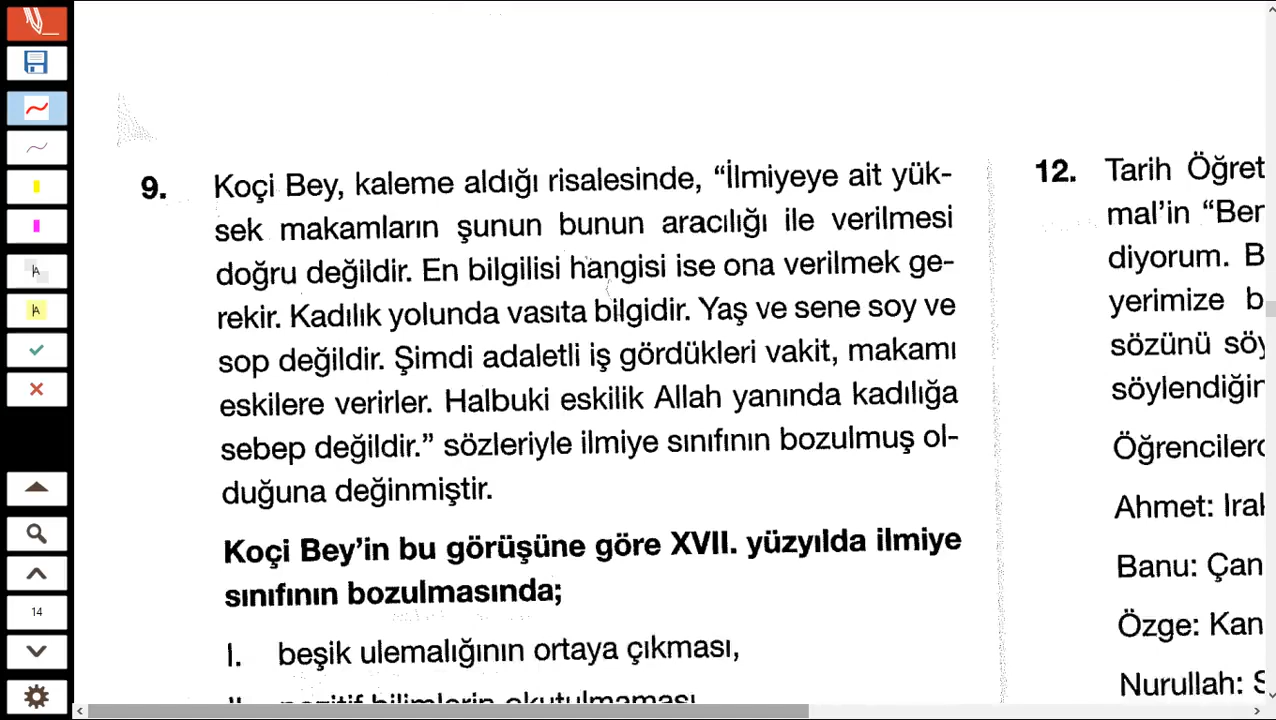 9. Koçi Bey, kaleme aldığı risalesinde, “İlmiyeye ait yük-
sek makamların şunun bunun aracılığı ile verilmesi
doğru değildir. En bilgilisi hangisi ise ona verilmek ge-
rekir. Kadılık yolunda vasıta bilgidir. Yaş ve sene soy ve
sop değildir. Şimdi adaletli iş gördükleri vakit, makamı
eskilere verirler. Halbuki eskilik Allah yanında kadılığa
sebep değildir.” sözleriyle ilmiye sınıfının bozulmuş ol-
duğuna değinmiştir.
Koçi Bey’in bu görüşüne göre XVII. yüzyılda ilmiye
sınıfının bozulmasında;
I. beşik ulemalığının ortaya çıkması,
pozitif bilimlerin okutulmaması
12. Tarih Öğret
mal’in “Ber
diyorum. B
yerimize b
sözünü söy
söylendiğin
Öğrencilerd
Ahmet: Irak
Banu: Çan
Özge: Kan
Nurullah: S
14